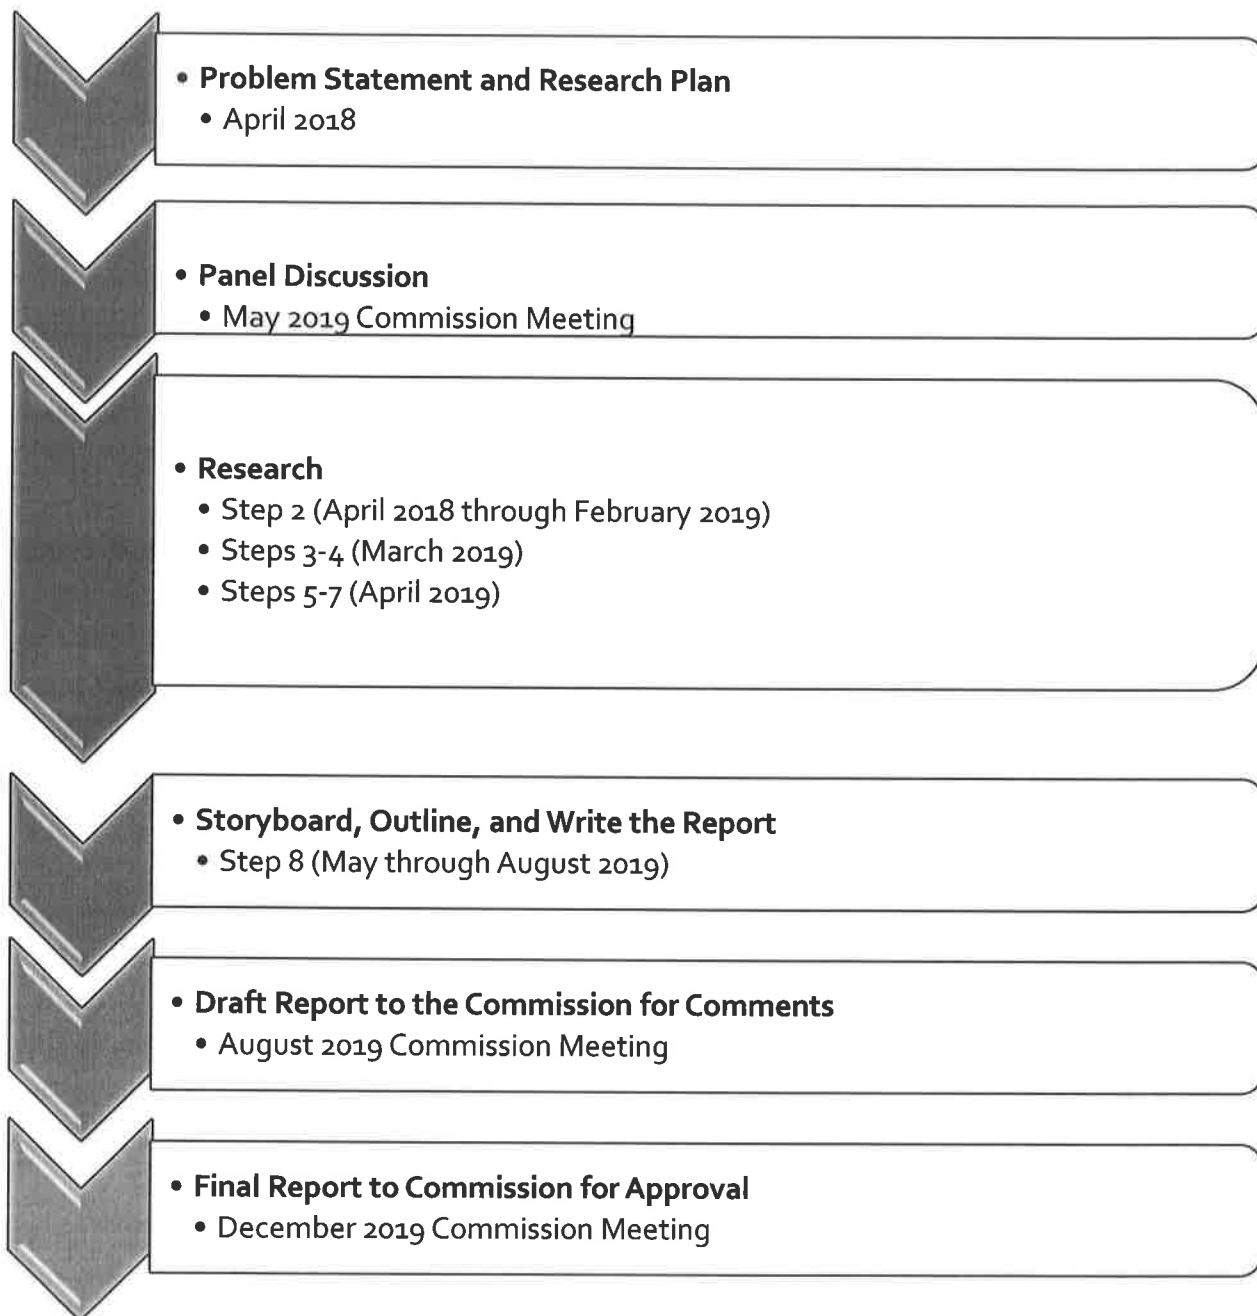 • Problem Statement and Research Plan
• April 2018
• Panel Discussion
• May 2019 Commission Meeting
• Research
• Step 2 (April 2018 through February 2019)
• Steps 3-4 (March 2019)
• Steps 5-7 (April 2019)
• Storyboard, Outline, and Write the Report
• Step 8 (May through August 2019)
• Draft Report to the Commission for Comments
• August 2019 Commission Meeting
• Final Report to Commission for Approval
• December 2019 Commission Meeting